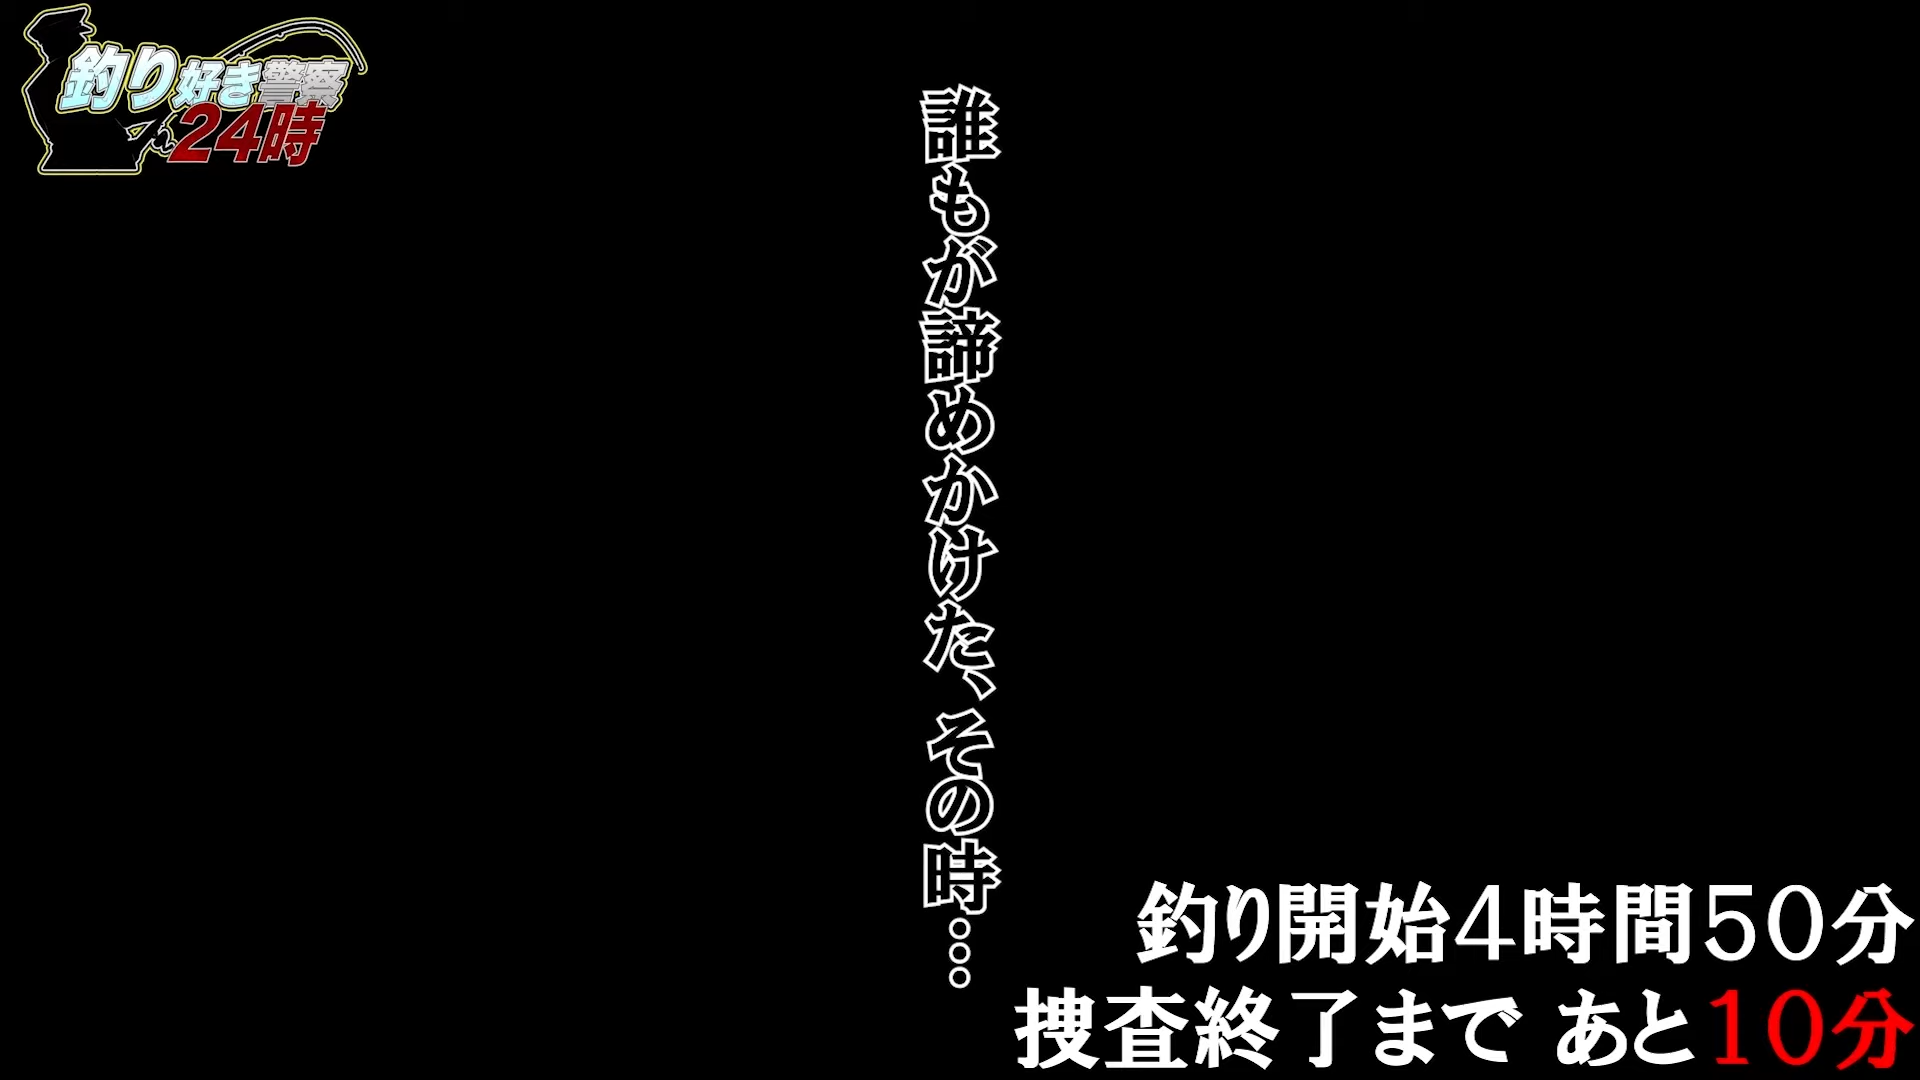 釣り好き警察
24時
誰もが諦めかけた、その時…
釣り開始4時間50分
捜査終了まで あと10分